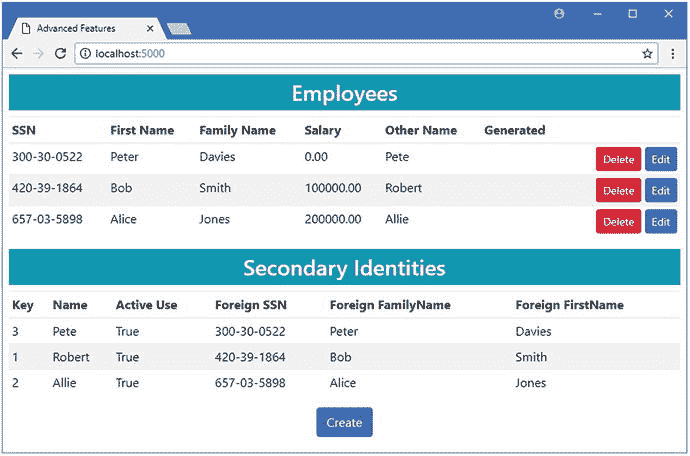 Advanced Features
localhost:5000
Employees
SSN First Name Family Name Salary Other Name Generated
300-30-0522 Peter Davies 0.00 Pete Delete Edit
420-39-1864 Bob Smith 100000.00 Robert Delete Edit
657-03-5898 Alice Jones 200000.00 Allie Delete Edit
Secondary Identities
Key Name Active Use Foreign SSN Foreign FamilyName Foreign FirstName
3 Pete True 300-30-0522 Peter Davies
1 Robert True 420-39-1864 Bob Smith
2 Allie True 657-03-5898 Alice Jones
Create